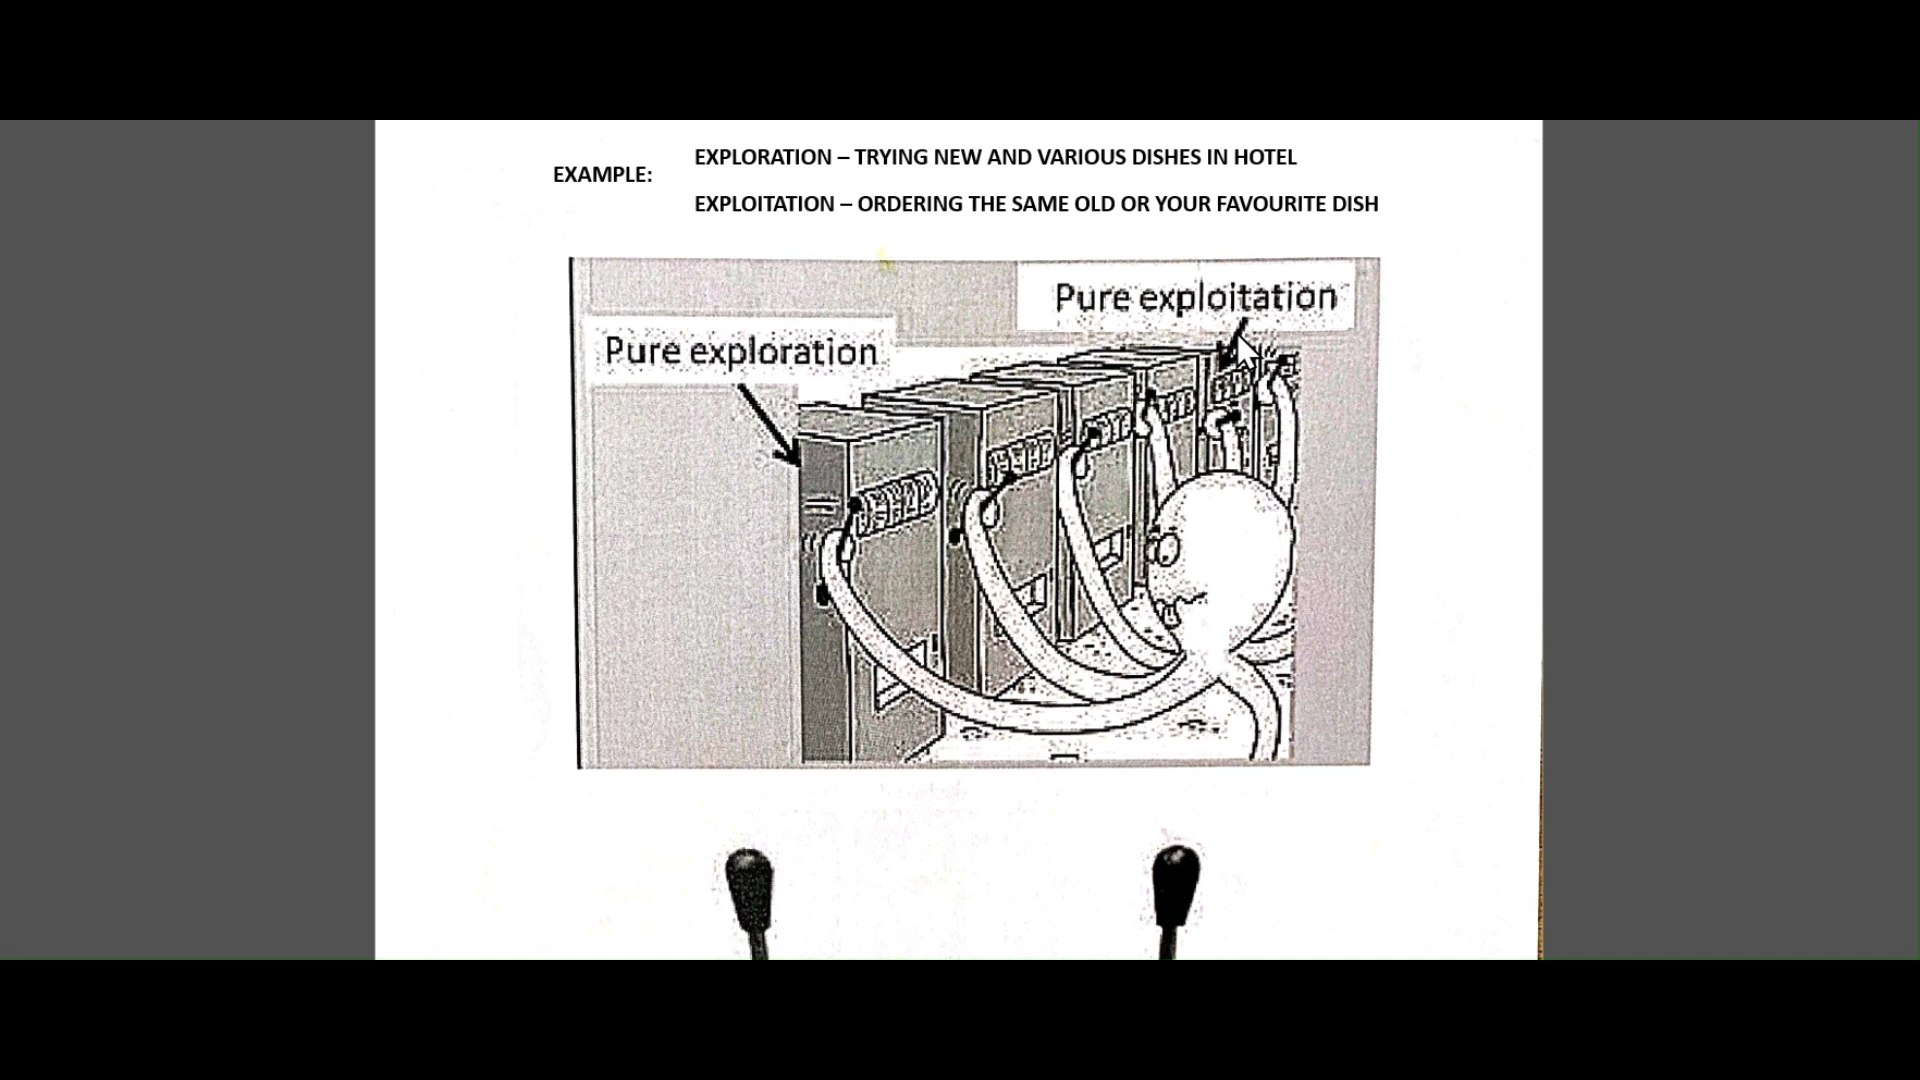 EXPLORATION – TRYING NEW AND VARIOUS DISHES IN HOTEL
EXAMPLE:
EXPLOITATION – ORDERING THE SAME OLD OR YOUR FAVOURITE DISH
Pure exploitation
Pure exploration